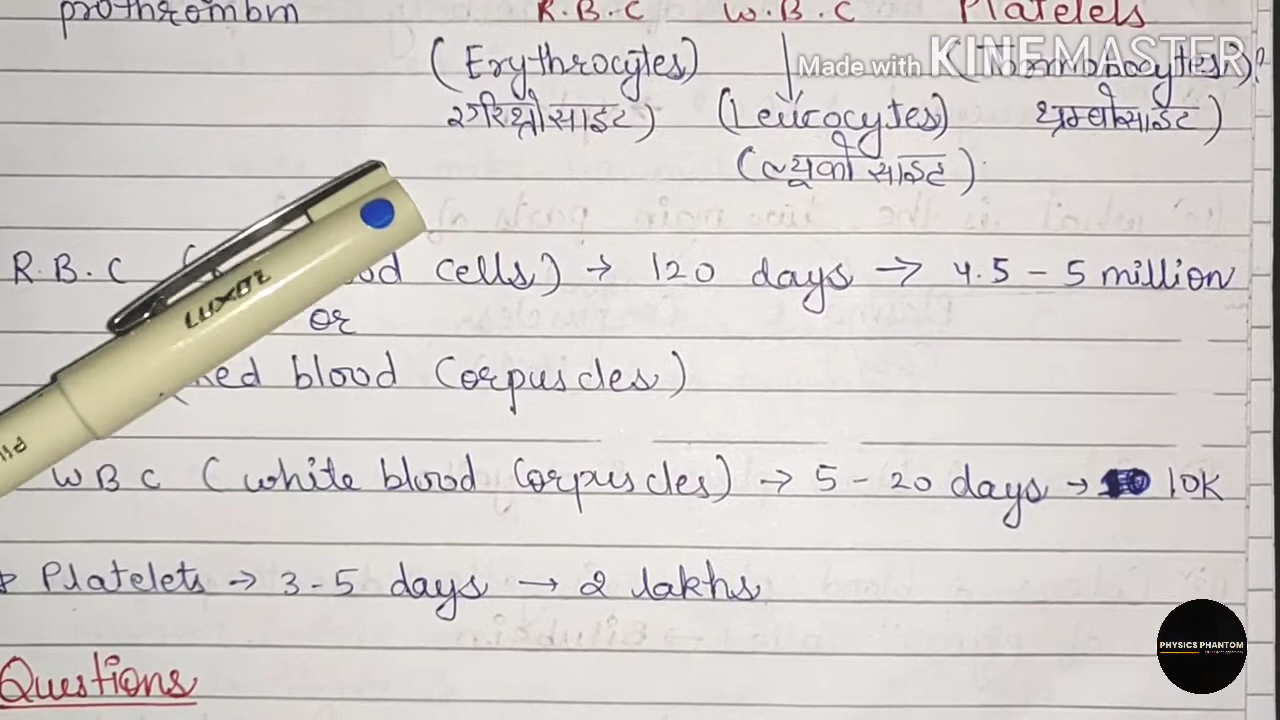 prothrombin
R.B.C W.B.C Platelets
Made with KINEMASTER
(Erythrocytes)
एरिथ्रोसाइट)
(Leucocytes)
थ्रम्बोसाइट)
(ल्यूकोसाइट)
R.B.C cells) → 120 days → 4.5 - 5 million
or
Red blood Corpuscles)
WBC (white blood Corpuscles) → 5 - 20 days → 10K
Platelets → 3-5 days → 2 lakhs
Questions
LUXOR
PHYSICS PHANTOM